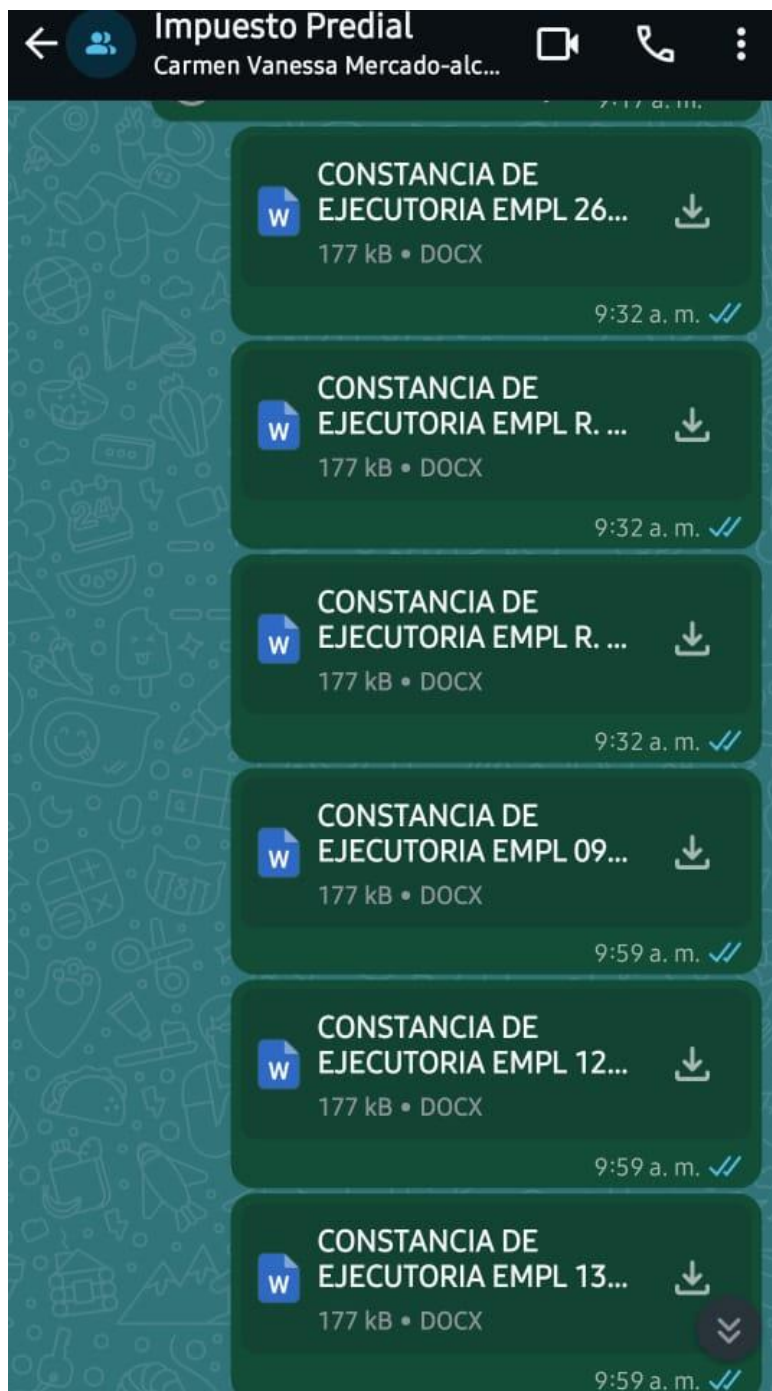 Impuesto Predial
Carmen Vanessa Mercado-alc...
9:17 a. m.
CONSTANCIA DE
EJECUTORIA EMPL 26...
177 kB • DOCX
9:32 a. m.
W
CONSTANCIA DE
EJECUTORIA EMPL R. ...
177 kB • DOCX
9:32 a. m.
W
CONSTANCIA DE
EJECUTORIA EMPL R. ...
177 kB • DOCX
9:32 a. m.
W
CONSTANCIA DE
EJECUTORIA EMPL 09...
177 kB • DOCX
9:59 a. m.
W
CONSTANCIA DE
EJECUTORIA EMPL 12...
177 kB • DOCX
9:59 a. m.
W
CONSTANCIA DE
EJECUTORIA EMPL 13...
177 kB • DOCX
9:59 a. m.
W